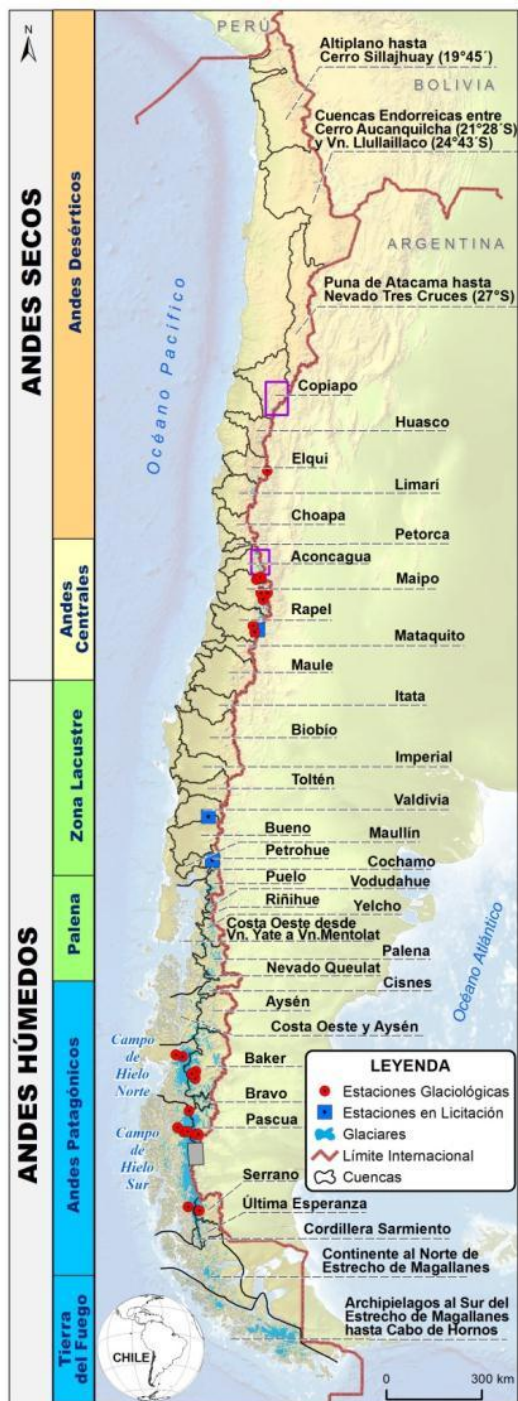 N
PERÚ
Altiplano hasta
Cerro Sillajhuay (19°45´)
BOLIVIA
Cuencas Endorreicas entre
Cerro Aucanquilcha (21°28´S)
y Vn. Llullaillaco (24°43´S)
ARGENTINA
Puna de Atacama hasta
Nevado Tres Cruces (27°S)
ANDES SECOS
Andes Desérticos
Océano Pacífico
Copiapo
Huasco
Elqui
Limarí
Choapa
Petorca
Aconcagua
Andes
Centrales
Maipo
Rapel
Mataquito
Maule
ANDES HÚMEDOS
Zona Lacustre
Itata
Biobío
Imperial
Toltén
Valdivia
Bueno
Maullín
Petrohue
Cochamo
Palena
Puelo
Vodudahue
Riñihue
Yelcho
Costa Oeste desde
Vn. Yate a Vn.Mentolat
Palena
Nevado Queulat
Cisnes
Océano Atlántico
Andes Patagónicos
Aysén
Costa Oeste y Aysén
Campo
de
Hielo
Norte
Baker
Bravo
Pascua
Campo
de
Hielo
Sur
LEYENDA
Estaciones Glaciológicas
Estaciones en Licitación
Glaciares
Límite Internacional
Cuencas
Serrano
Última Esperanza
Cordillera Sarmiento
Continente al Norte de
Estrecho de Magallanes
Tierra
del Fuego
Archipielagos al Sur del
Estrecho de Magallanes
hasta Cabo de Hornos
CHILE
0 300 km